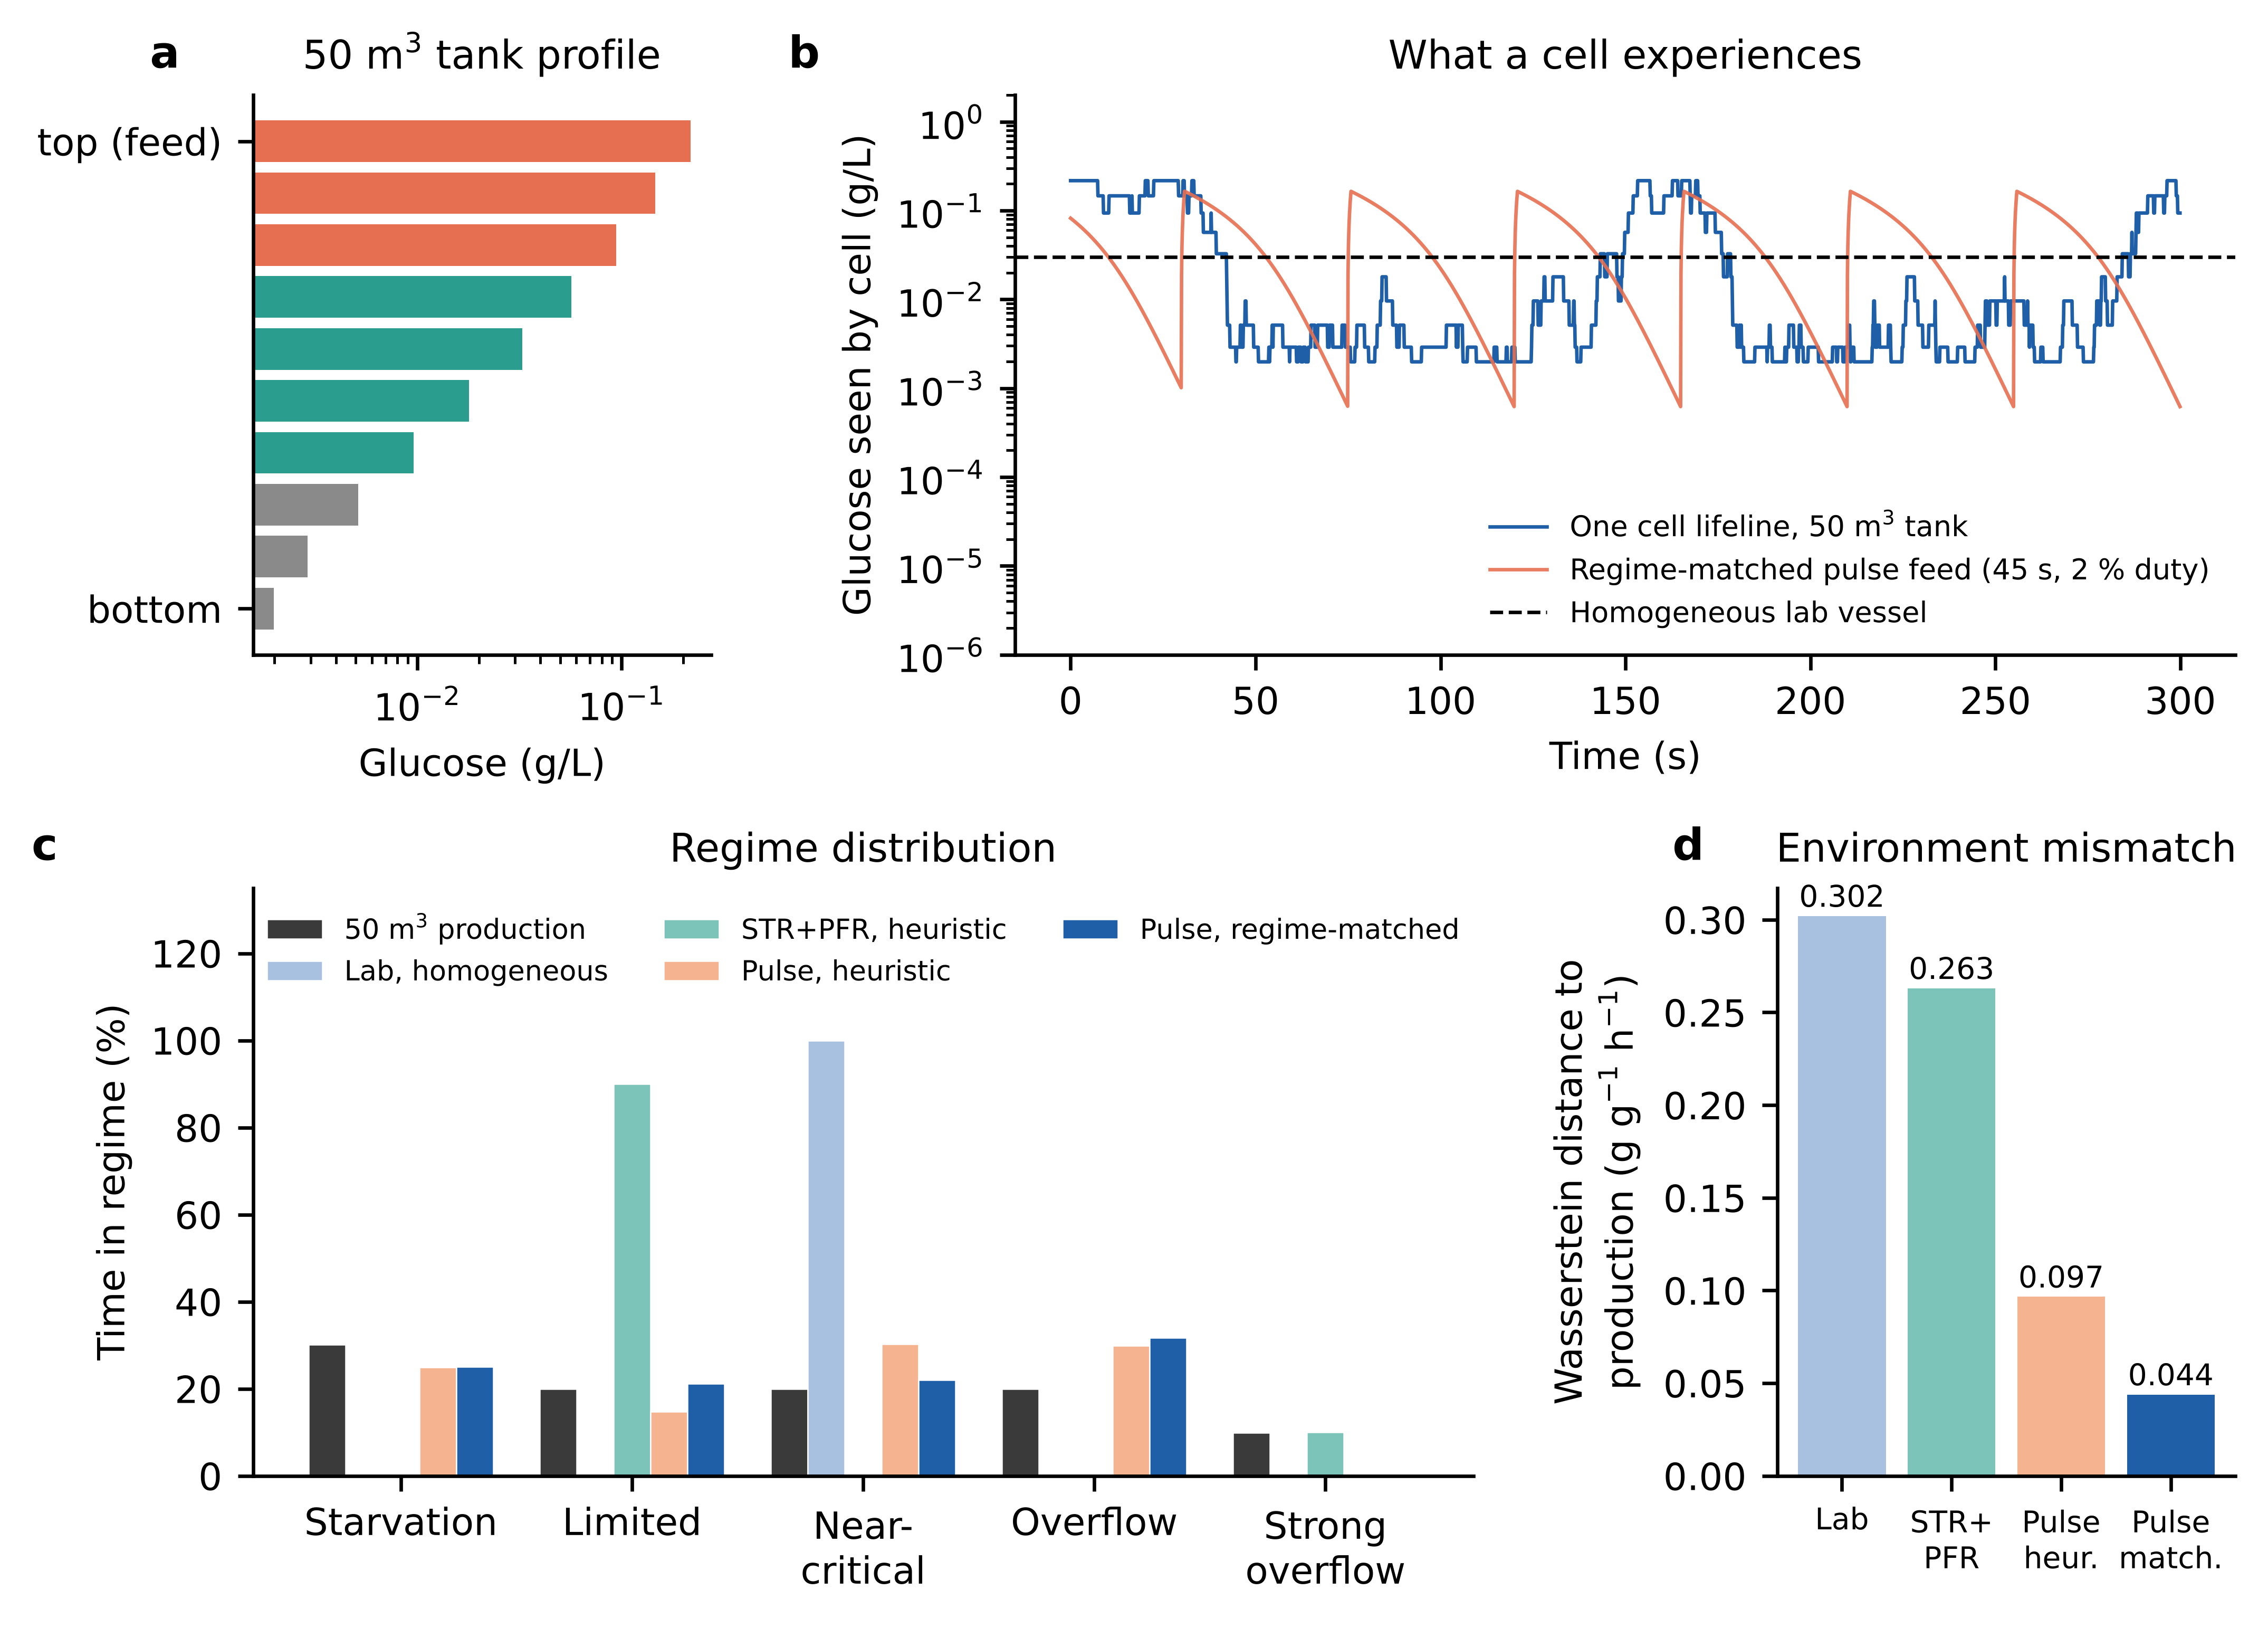 a
50 m³ tank profile
top (feed)
bottom
10⁻²
10⁻¹
Glucose (g/L)
b
What a cell experiences
Glucose seen by cell (g/L)
10⁰
10⁻¹
10⁻²
10⁻³
10⁻⁴
10⁻⁵
10⁻⁶
One cell lifeline, 50 m³ tank
Regime-matched pulse feed (45 s, 2 % duty)
Homogeneous lab vessel
0
50
100
150
200
250
300
Time (s)
c
Regime distribution
50 m³ production
Lab, homogeneous
STR+PFR, heuristic
Pulse, heuristic
Pulse, regime-matched
Time in regime (%)
120
100
80
60
40
20
0
Starvation
Limited
Near-
critical
Overflow
Strong
overflow
d
Environment mismatch
Wasserstein distance to
production (g g⁻¹ h⁻¹)
0.30
0.25
0.20
0.15
0.10
0.05
0.00
0.302
0.263
0.097
0.044
Lab
STR+
PFR
Pulse
heur.
Pulse
match.